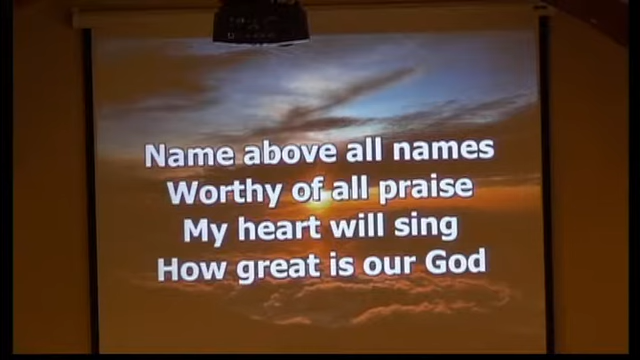 Name above all names
Worthy of all praise
My heart will sing
How great is our God